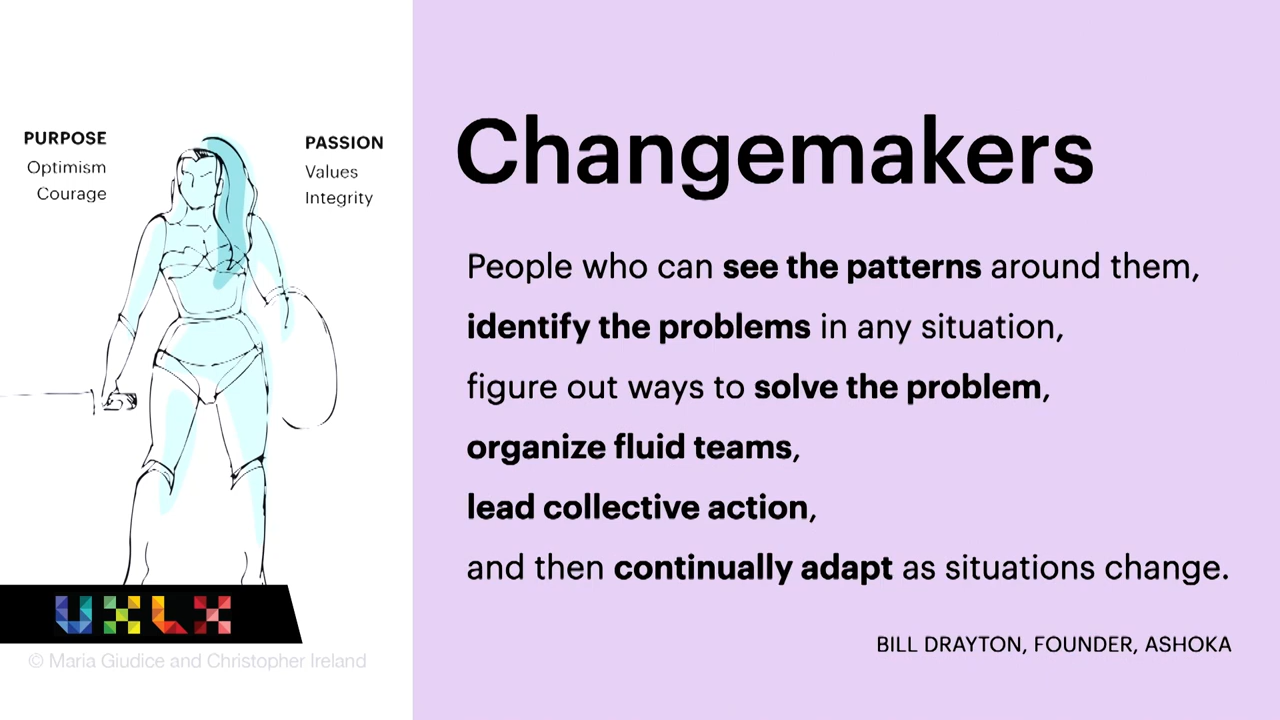 PURPOSE
Optimism
Courage
PASSION
Values
Integrity
Changemakers
People who can see the patterns around them,
identify the problems in any situation,
figure out ways to solve the problem,
organize fluid teams,
lead collective action,
and then continually adapt as situations change.
BILL DRAYTON, FOUNDER, ASHOKA
UXLX
© Maria Giudice and Christopher Ireland